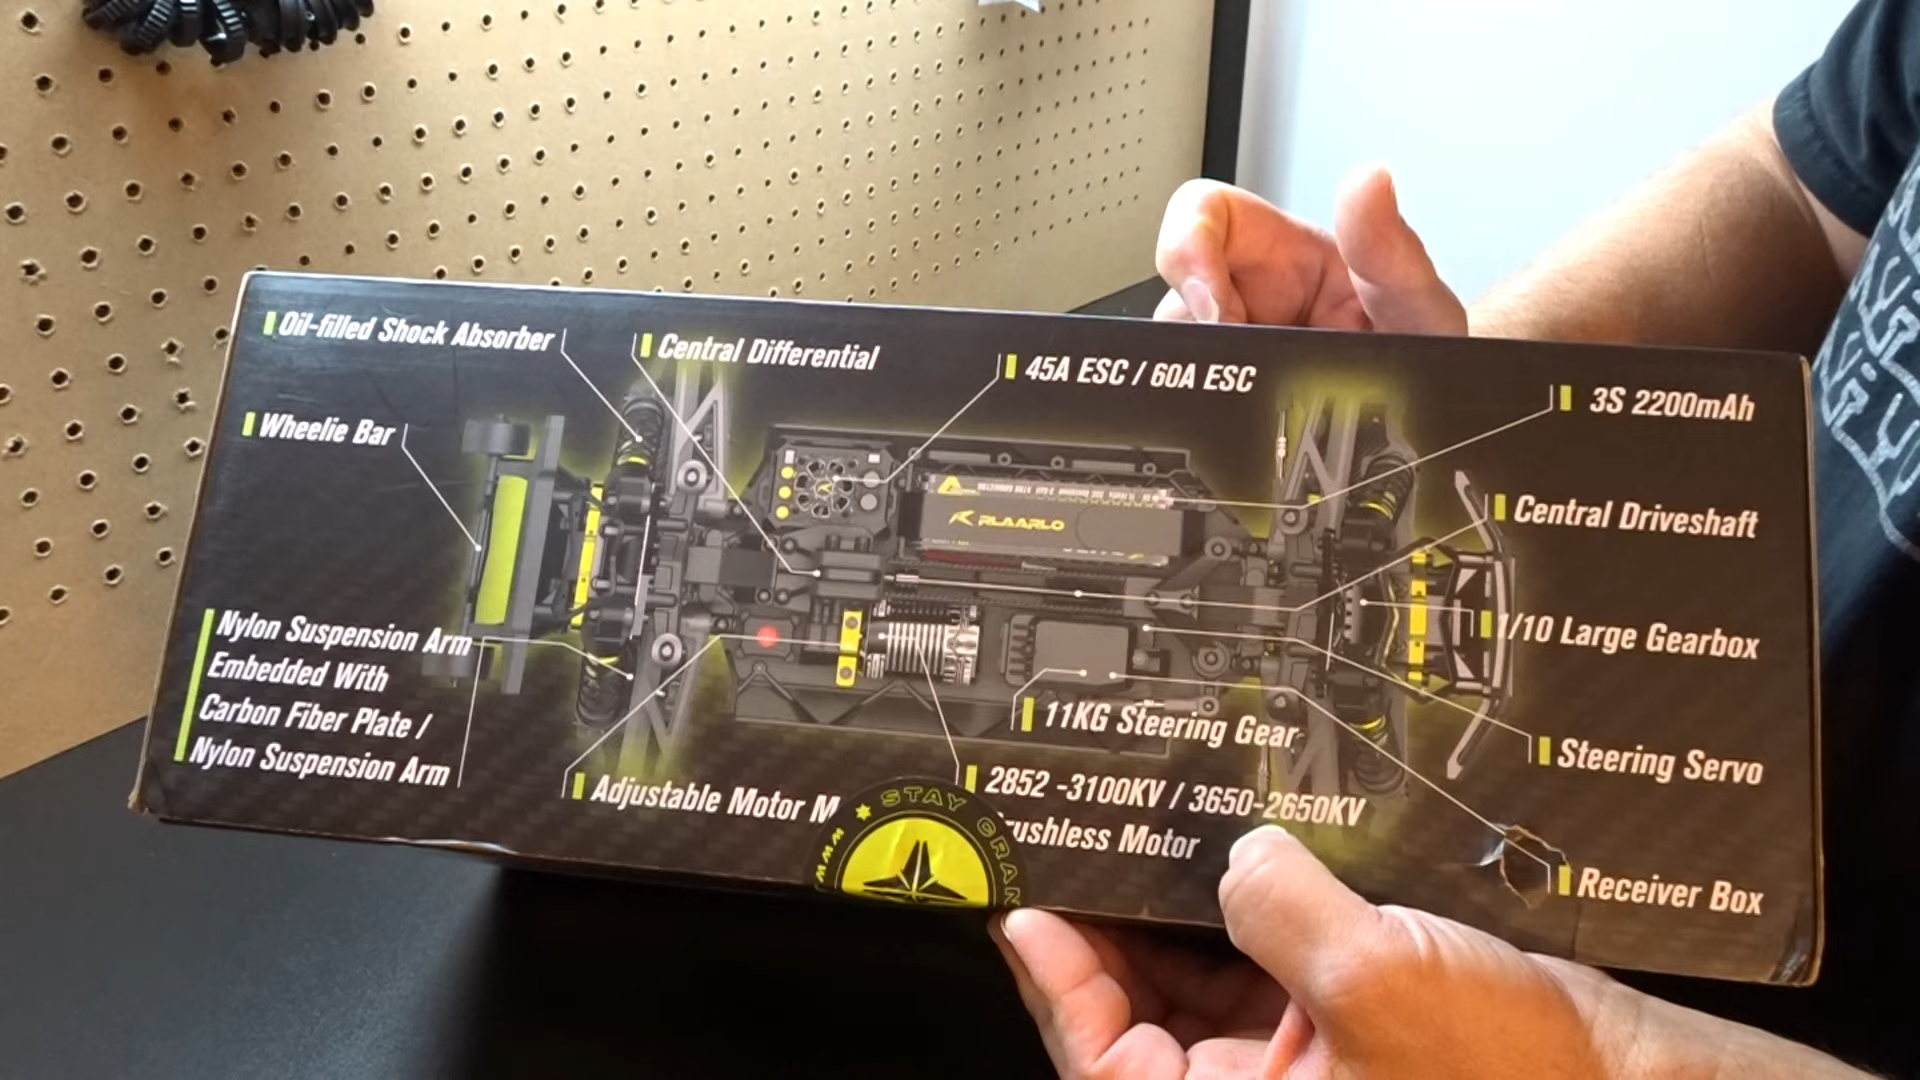 Oil-filled Shock Absorber
Central Differential
45A ESC / 60A ESC
3S 2200mAh
Wheelie Bar
Central Driveshaft
RLAARLO
Nylon Suspension Arm
Embedded With
Carbon Fiber Plate /
Nylon Suspension Arm
1/10 Large Gearbox
11KG Steering Gear
Steering Servo
Adjustable Motor M
2852 -3100KV / 3650-2650KV
rushless Motor
STAY
Receiver Box